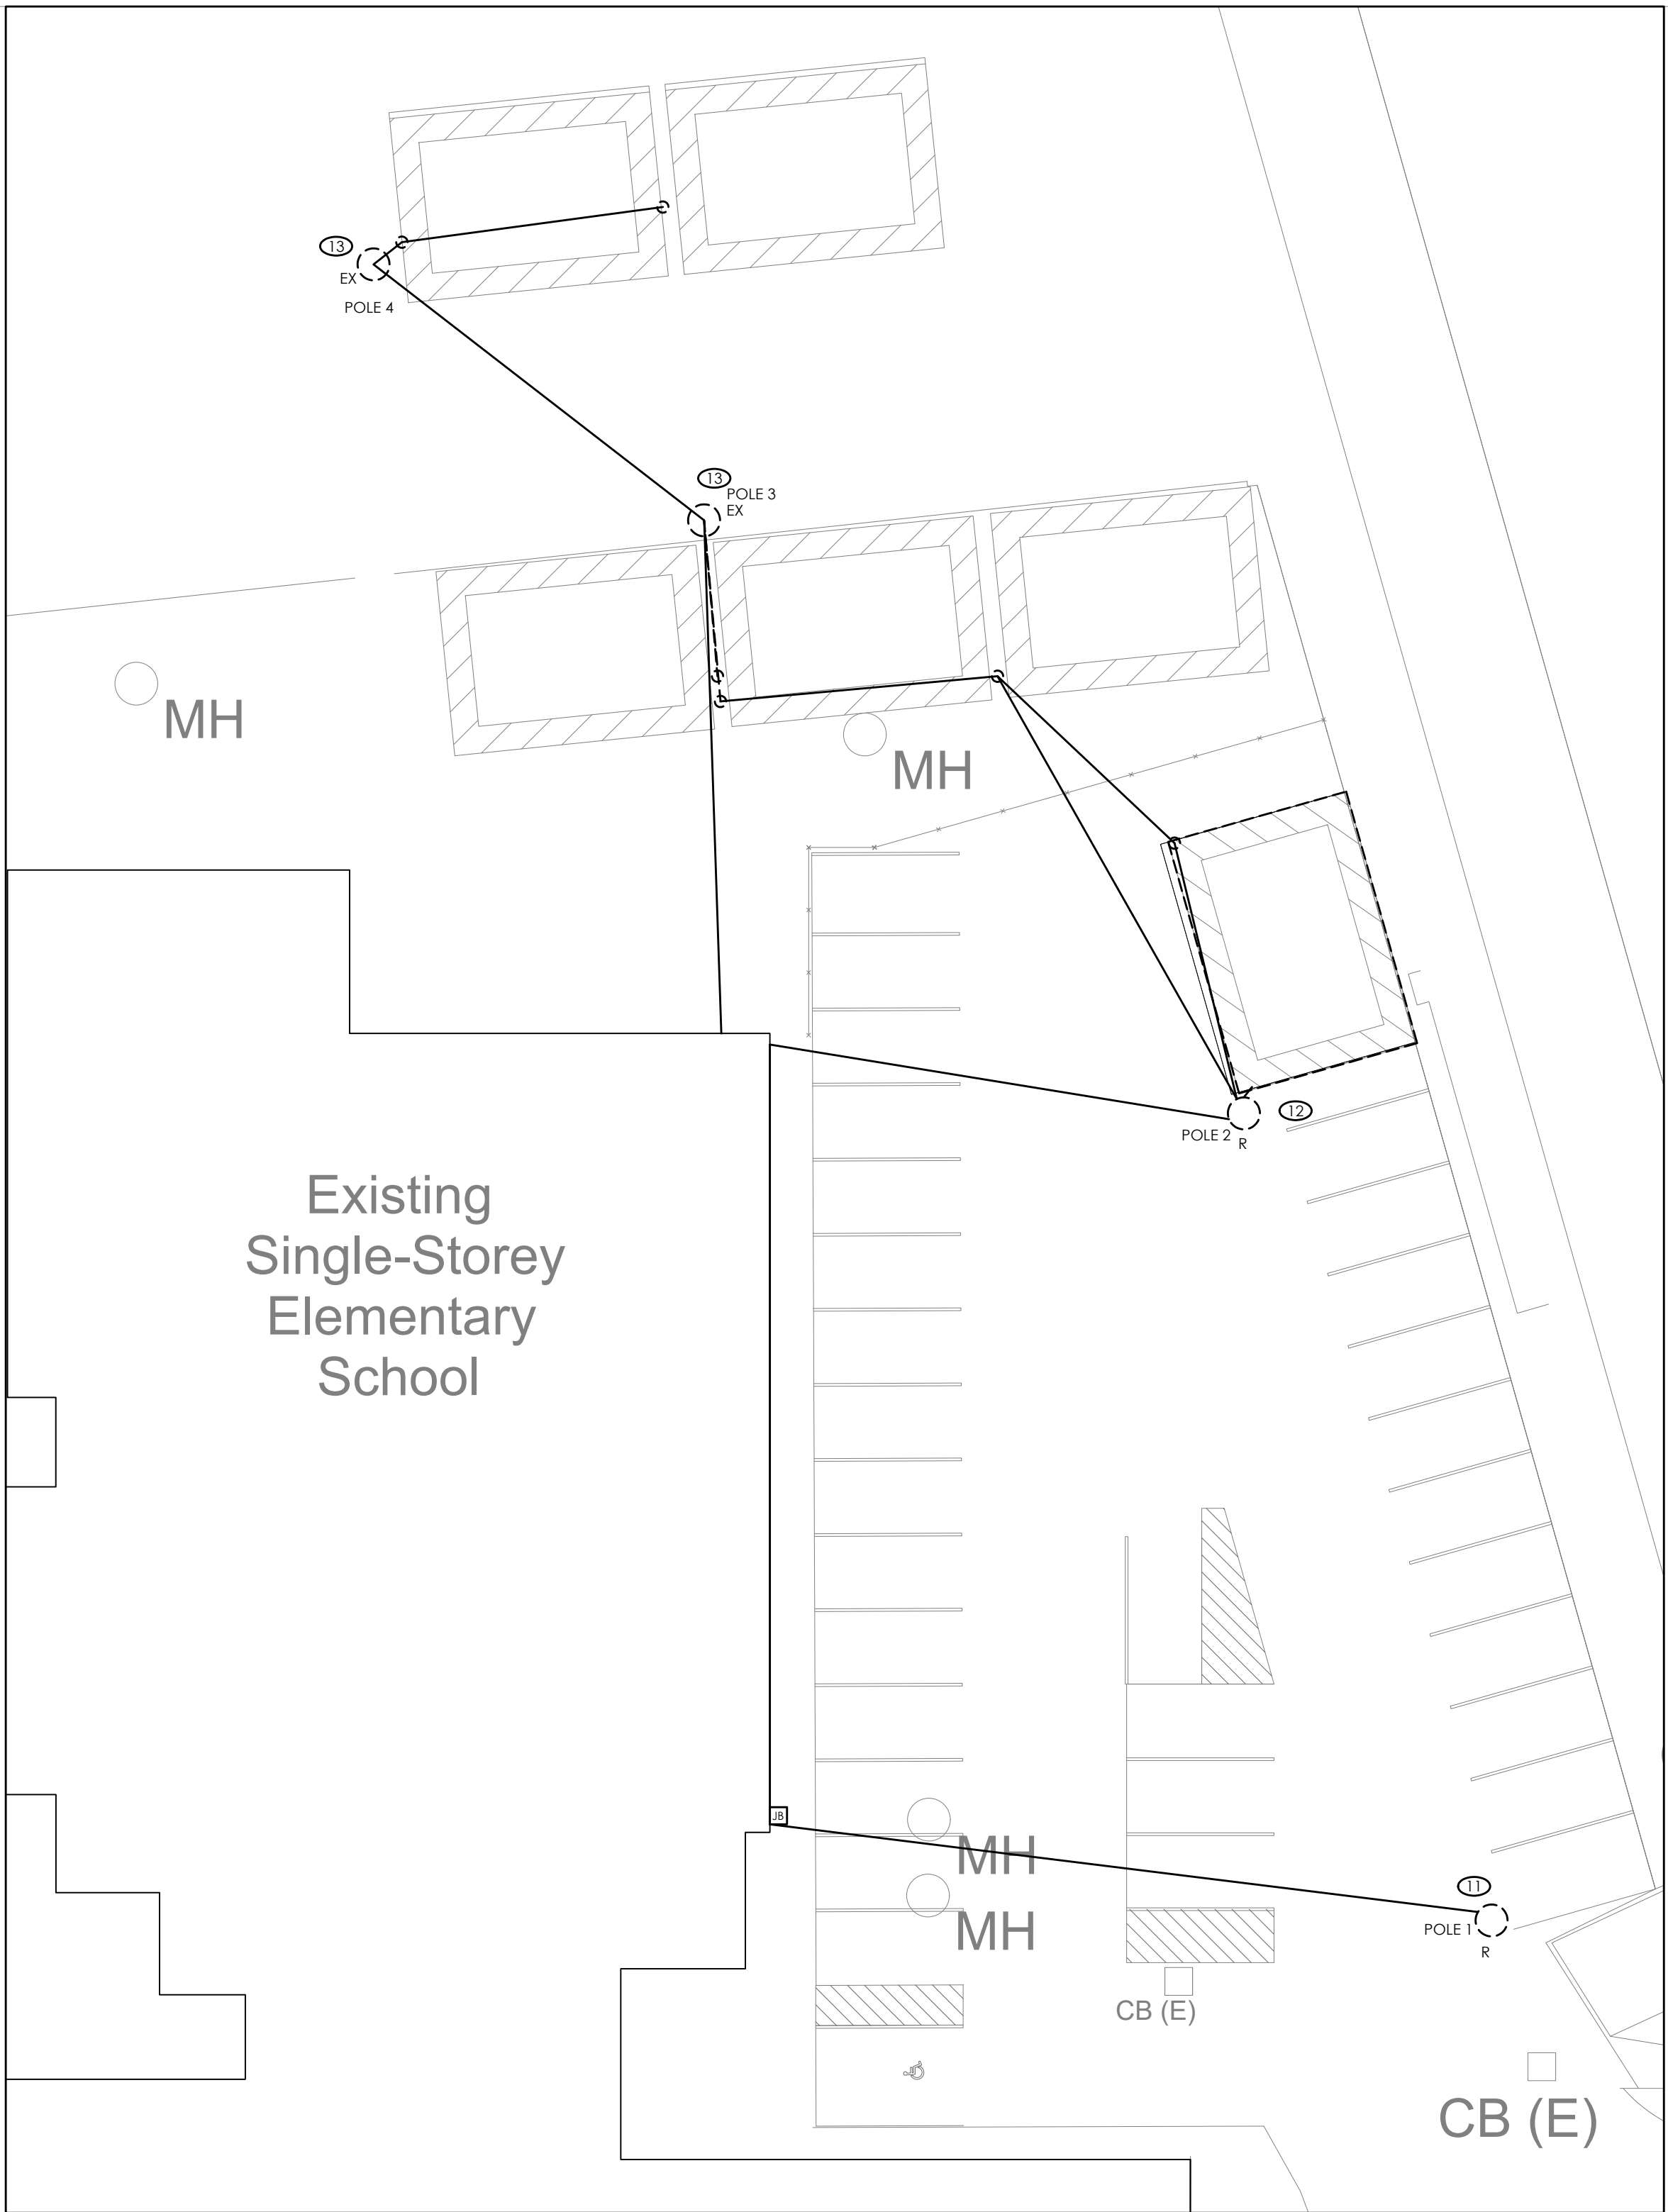 13
EX
POLE 4
13
POLE 3
EX
MH
MH
12
POLE 2
R
Existing
Single-Storey
Elementary
School
JB
MH
11
POLE 1
R
MH
CB (E)
CB (E)